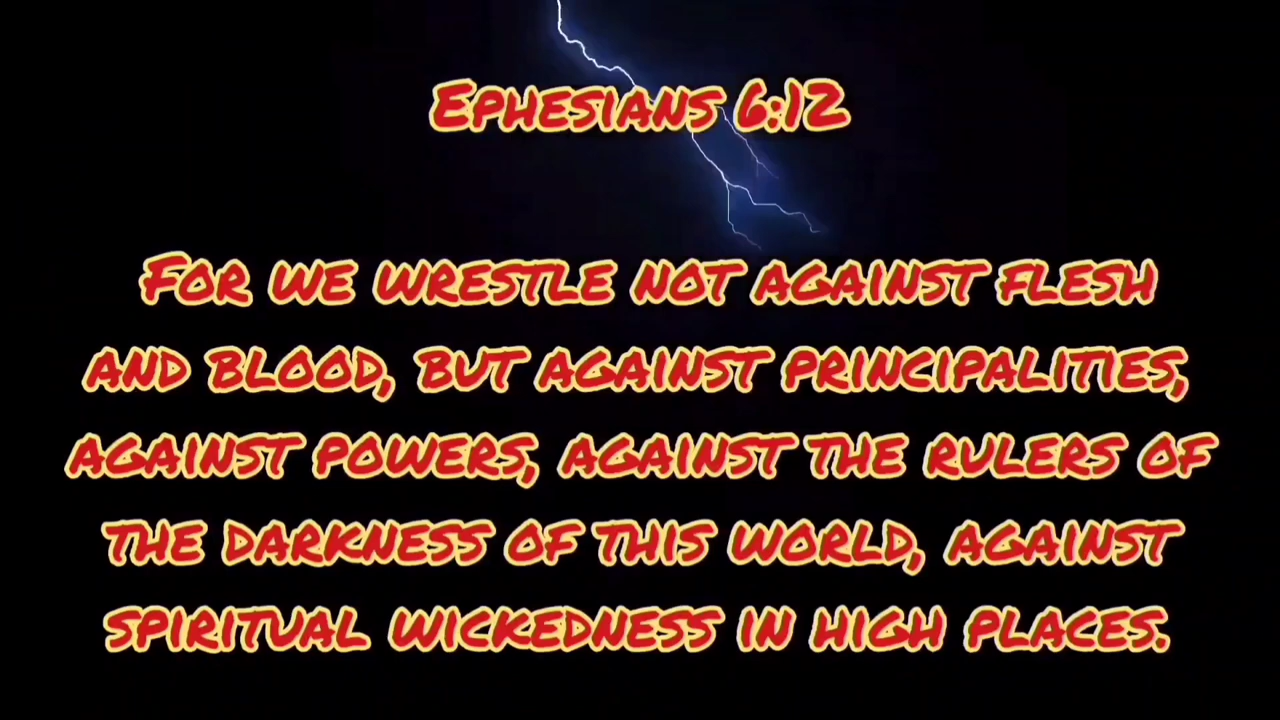 Ephesians 6:12
For we wrestle not against flesh
and blood, but against principalities,
against powers, against the rulers of
the darkness of this world, against
spiritual wickedness in high places.